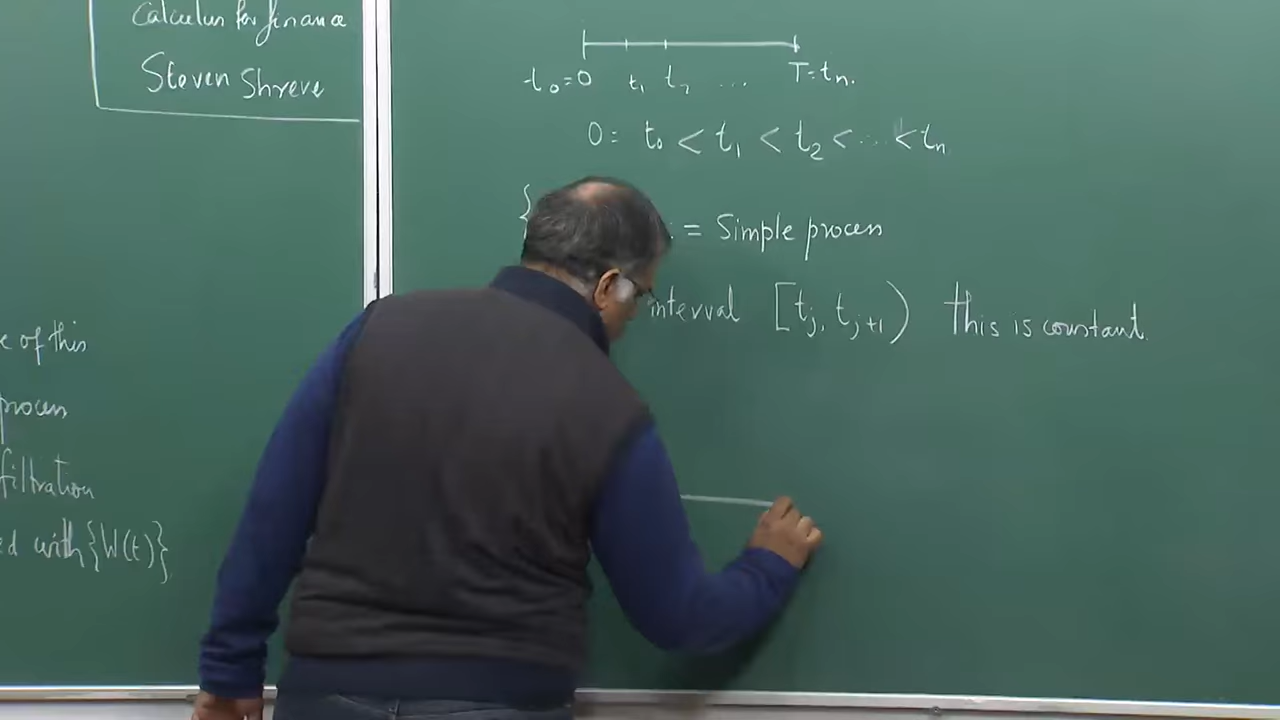 Calculus for finance
Steven Shreve
e of this
process
filtration
ed with {W(t)}
t₀=0 t₁ t₂ ... T=tₙ.
0 = t₀ < t₁ < t₂ < ... < tₙ
{ := Simple process
interval [tⱼ, tⱼ₊₁) this is constant.